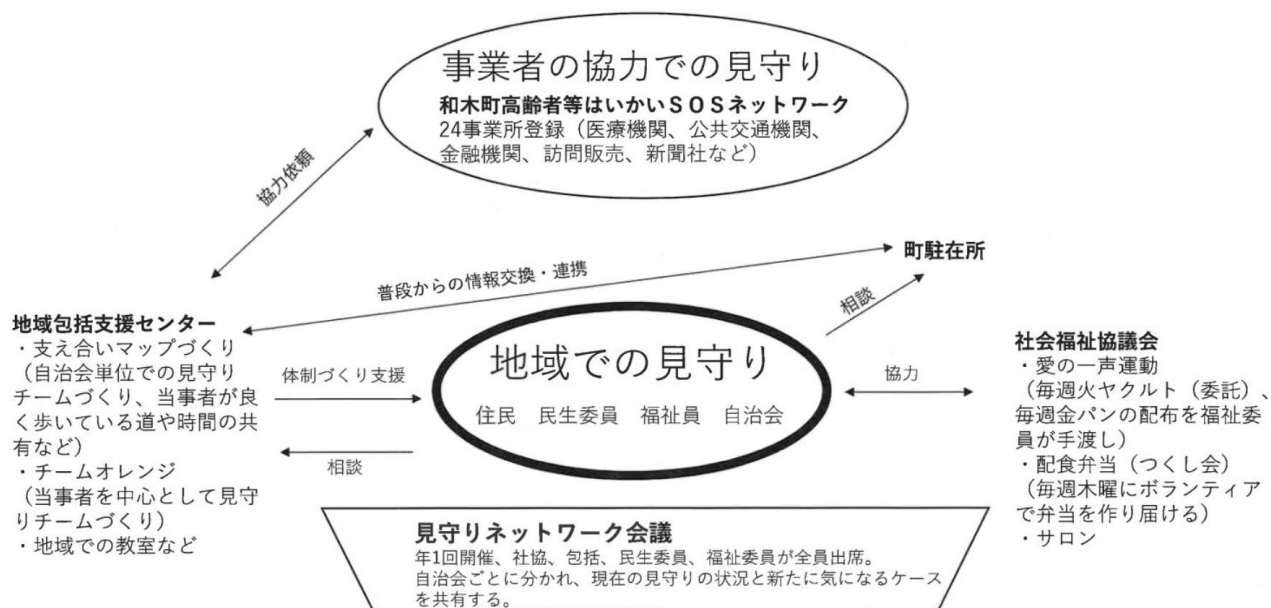 事業者の協力での見守り
和木町高齢者等はいかいSOSネットワーク
24事業所登録（医療機関、公共交通機関、
金融機関、訪問販売、新聞社など）
協力依頼
町駐在所
普段からの情報交換・連携
相談
地域包括支援センター
・支え合いマップづくり
（自治会単位での見守り
チームづくり、当事者が良
く歩いている道や時間の共
有など）
・チームオレンジ
（当事者を中心として見守
りチームづくり）
・地域での教室など
体制づくり支援
相談
地域での見守り
住民　民生委員　福祉員　自治会
協力
社会福祉協議会
・愛の一声運動
（毎週火ヤクルト（委託）、
毎週金パンの配布を福祉委
員が手渡し）
・配食弁当（つくし会）
（毎週木曜にボランティア
で弁当を作り届ける）
・サロン
見守りネットワーク会議
年1回開催、社協、包括、民生委員、福祉委員が全員出席。
自治会ごとに分かれ、現在の見守りの状況と新たに気になるケース
を共有する。